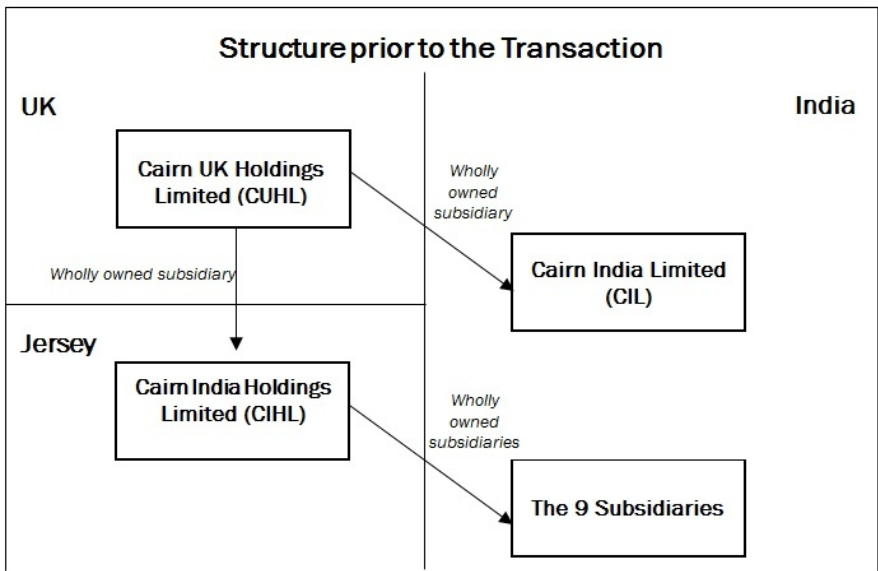 Structure prior to the Transaction
UK
India
Cairn UK Holdings
Limited (CUHL)
Wholly
owned
subsidiary
Wholly owned subsidiary
Cairn India Limited
(CIL)
Jersey
Cairn India Holdings
Limited (CIHL)
Wholly
owned
subsidiaries
The 9 Subsidiaries